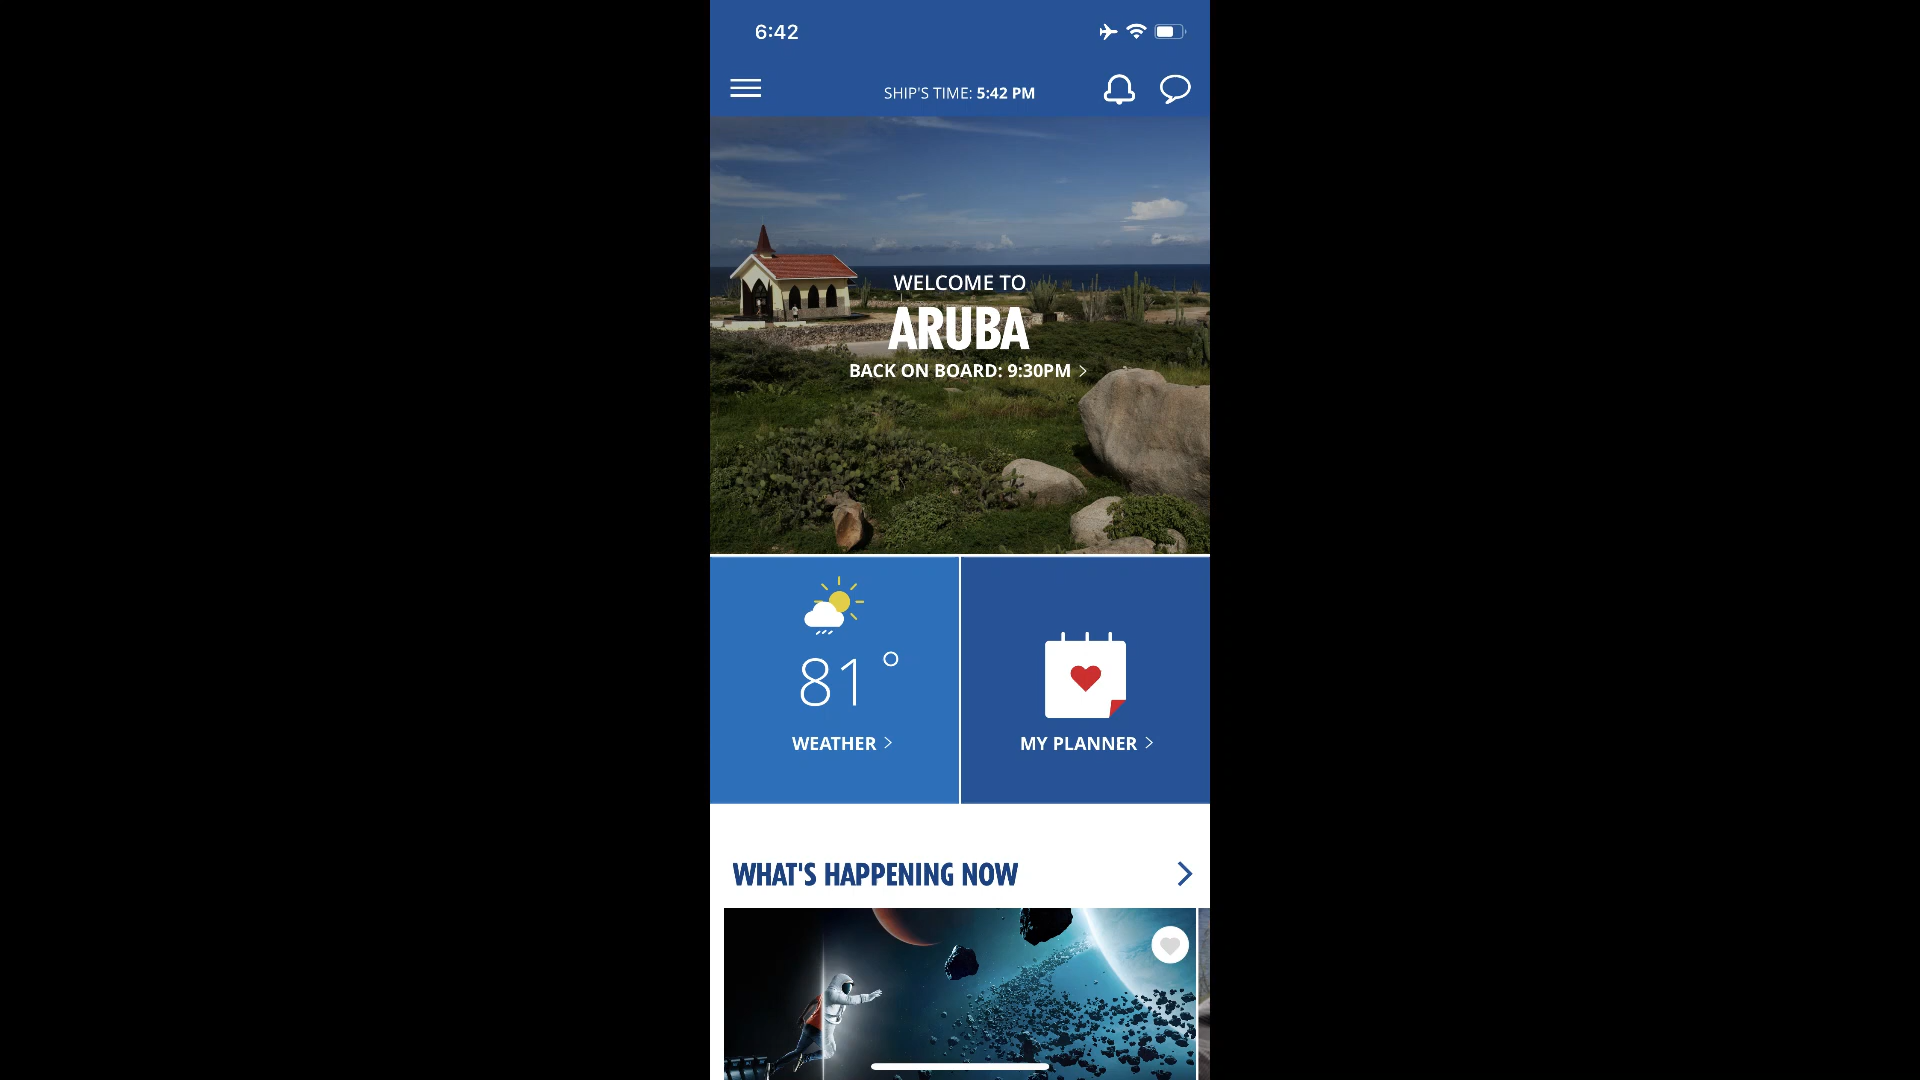 6:42
SHIP'S TIME: 5:42 PM
WELCOME TO
ARUBA
BACK ON BOARD: 9:30PM >
81°
WEATHER >
MY PLANNER >
WHAT'S HAPPENING NOW